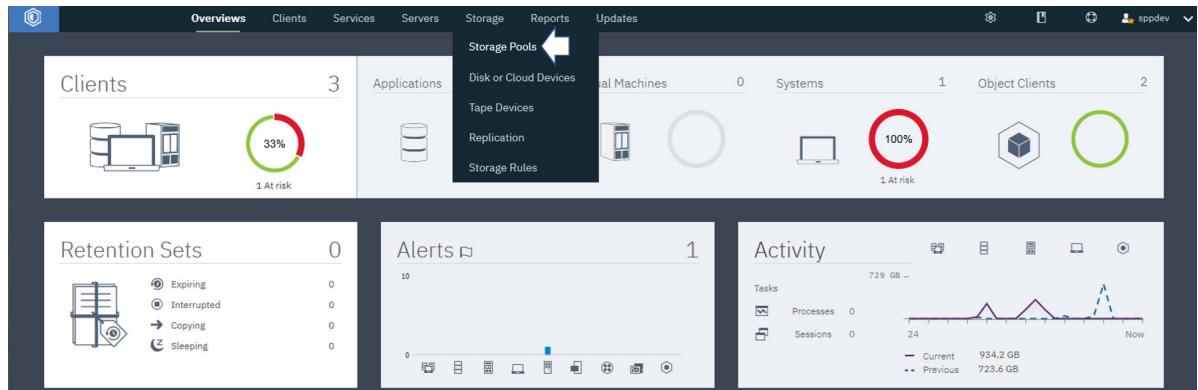 Overviews Clients Services Servers Storage Reports Updates sppdev
Storage Pools
Disk or Cloud Devices
Tape Devices
Replication
Storage Rules
Clients 3
33%
1 At risk
Applications
Machines 0
Systems 1
100%
1 At risk
Object Clients 2
Retention Sets 0
Expiring 0
Interrupted 0
Copying 0
Sleeping 0
Alerts 1
10
0
Activity
729 GB
Tasks
Processes 0
Sessions 0
24 Now
Current 934.2 GB
Previous 723.6 GB